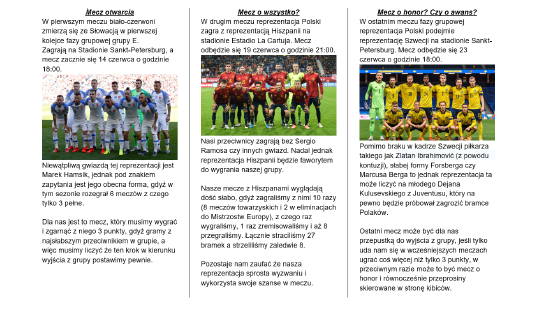 Mecz otwarcia
W pierwszym meczu biało-czerwoni
zmierzą się ze Słowacją w pierwszej
kolejce fazy grupowej grupy E.
Zagrają na Stadionie Sankt-Petersburg, a
mecz zacznie się 14 czerwca o godzinie
18:00.
Niewątpliwą gwiazdą tej reprezentacji jest
Marek Hamsik, jednak pod znakiem
zapytania jest jego obecna forma, gdyż w
tym sezonie rozegrał 6 meczów z czego
tylko 3 pełne.
Dla nas jest to mecz, który musimy wygrać
i zgarnąć z niego 3 punkty, gdyż gramy z
najsłabszym przeciwnikiem w grupie, a
więc musimy liczyć że ten krok w kierunku
wyjścia z grupy postawimy pewnie.
Mecz o wszystko?
W drugim meczu reprezentacja Polski
zagra z reprezentacją Hiszpanii na
stadionie Estadio La Cartuja. Mecz
odbędzie się 19 czerwca o godzinie 21:00.
Nasi przeciwnicy zagrają bez Sergio
Ramosa czy innych gwiazd. Nadal jednak
reprezentacja Hiszpanii będzie faworytem
do wygrania naszej grupy.
Nasze mecze z Hiszpanami wyglądają
dość słabo, gdyż zagraliśmy z nimi 10 razy
(8 meczów towarzyskich i 2 w eliminacjach
do Mistrzostw Europy), z czego raz
wygraliśmy, 1 raz zremisowaliśmy i aż 8
przegraliśmy. Łącznie straciliśmy 27
bramek a strzeliliśmy zaledwie 8.
Pozostaje nam zaufać że nasza
reprezentacja sprosta wyzwaniu i
wykorzysta swoje szanse w meczu.
Mecz o honor? Czy o awans?
W ostatnim meczu fazy grupowej
reprezentacja Polski podejmie
reprezentację Szwecji na stadionie Sankt-
Petersburg. Mecz odbędzie się 23
czerwca o godzinie 18:00.
Pomimo braku w kadrze Szwecji piłkarza
takiego jak Zlatan Ibrahimović (z powodu
kontuzji), słabej formy Forsberga czy
Marcusa Berga to jednak reprezentacja ta
może liczyć na młodego Dejana
Kulusevskiego z Juventusu, który na
pewno będzie próbował zagrozić bramce
Polaków.
Ostatni mecz może być dla nas
przepustką do wyjścia z grupy, jeśli tylko
uda nam się w wcześniejszych meczach
ugrać coś więcej niż tylko 3 punkty, w
przeciwnym razie może to być mecz o
honor i równocześnie przeprosiny
skierowane w stronę kibiców.